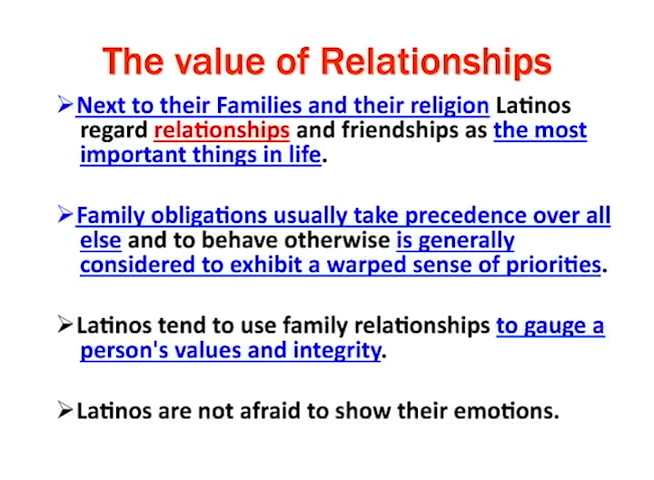 The value of Relationships
➢Next to their Families and their religion Latinos
regard relationships and friendships as the most
important things in life.
➢Family obligations usually take precedence over all
else and to behave otherwise is generally
considered to exhibit a warped sense of priorities.
➢Latinos tend to use family relationships to gauge a
person's values and integrity.
➢Latinos are not afraid to show their emotions.